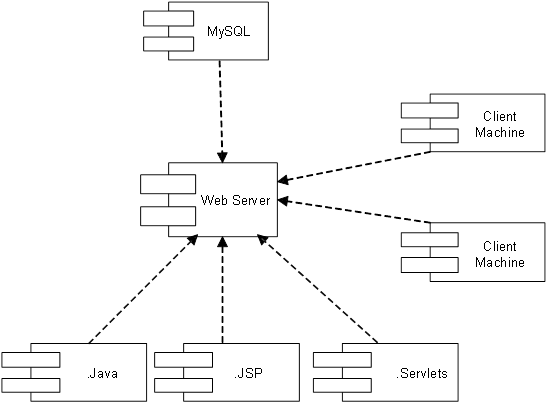 MySQL
Client
Machine
Web Server
Client
Machine
.Java
.JSP
.Servlets